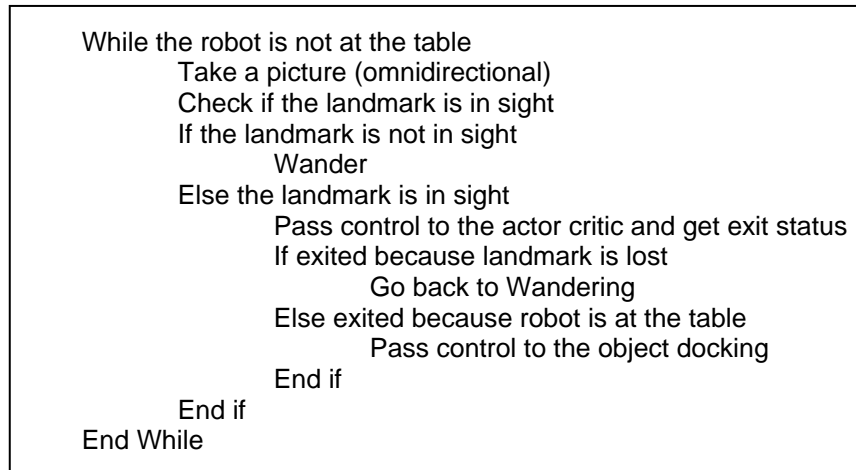 While the robot is not at the table
Take a picture (omnidirectional)
Check if the landmark is in sight
If the landmark is not in sight
Wander
Else the landmark is in sight
Pass control to the actor critic and get exit status
If exited because landmark is lost
Go back to Wandering
Else exited because robot is at the table
Pass control to the object docking
End if
End if
End While